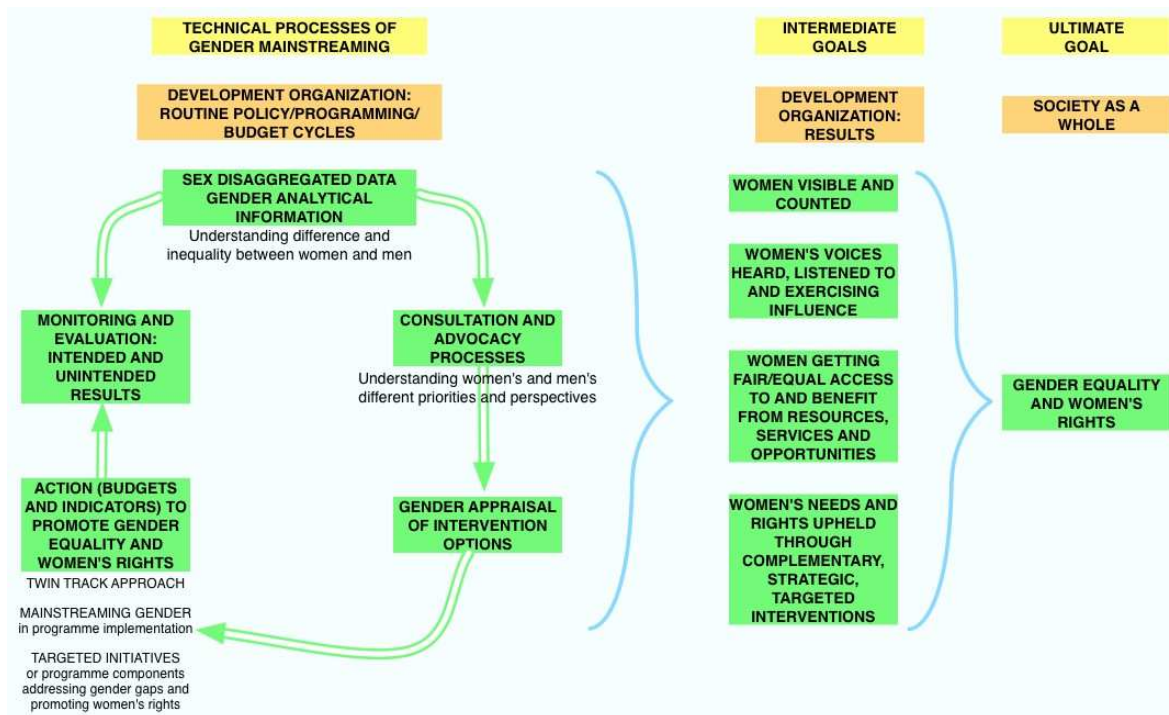 TECHNICAL PROCESSES OF
GENDER MAINSTREAMING
INTERMEDIATE
GOALS
ULTIMATE
GOAL
DEVELOPMENT ORGANIZATION:
ROUTINE POLICY/PROGRAMMING/
BUDGET CYCLES
DEVELOPMENT
ORGANIZATION:
RESULTS
SOCIETY AS A
WHOLE
SEX DISAGGREGATED DATA
GENDER ANALYTICAL
INFORMATION
Understanding difference and
inequality between women and men
MONITORING AND
EVALUATION:
INTENDED AND
UNINTENDED
RESULTS
CONSULTATION AND
ADVOCACY
PROCESSES
Understanding women's and men's
different priorities and perspectives
ACTION (BUDGETS
AND INDICATORS) TO
PROMOTE GENDER
EQUALITY AND
WOMEN'S RIGHTS
TWIN TRACK APPROACH
MAINSTREAMING GENDER
in programme implementation
TARGETED INITIATIVES
or programme components
addressing gender gaps and
promoting women's rights
GENDER APPRAISAL
OF INTERVENTION
OPTIONS
WOMEN VISIBLE AND
COUNTED
WOMEN'S VOICES
HEARD, LISTENED TO
AND EXERCISING
INFLUENCE
WOMEN GETTING
FAIR/EQUAL ACCESS
TO AND BENEFIT
FROM RESOURCES,
SERVICES AND
OPPORTUNITIES
WOMEN'S NEEDS AND
RIGHTS UPHELD
THROUGH
COMPLEMENTARY,
STRATEGIC,
TARGETED
INTERVENTIONS
GENDER EQUALITY
AND WOMEN'S
RIGHTS